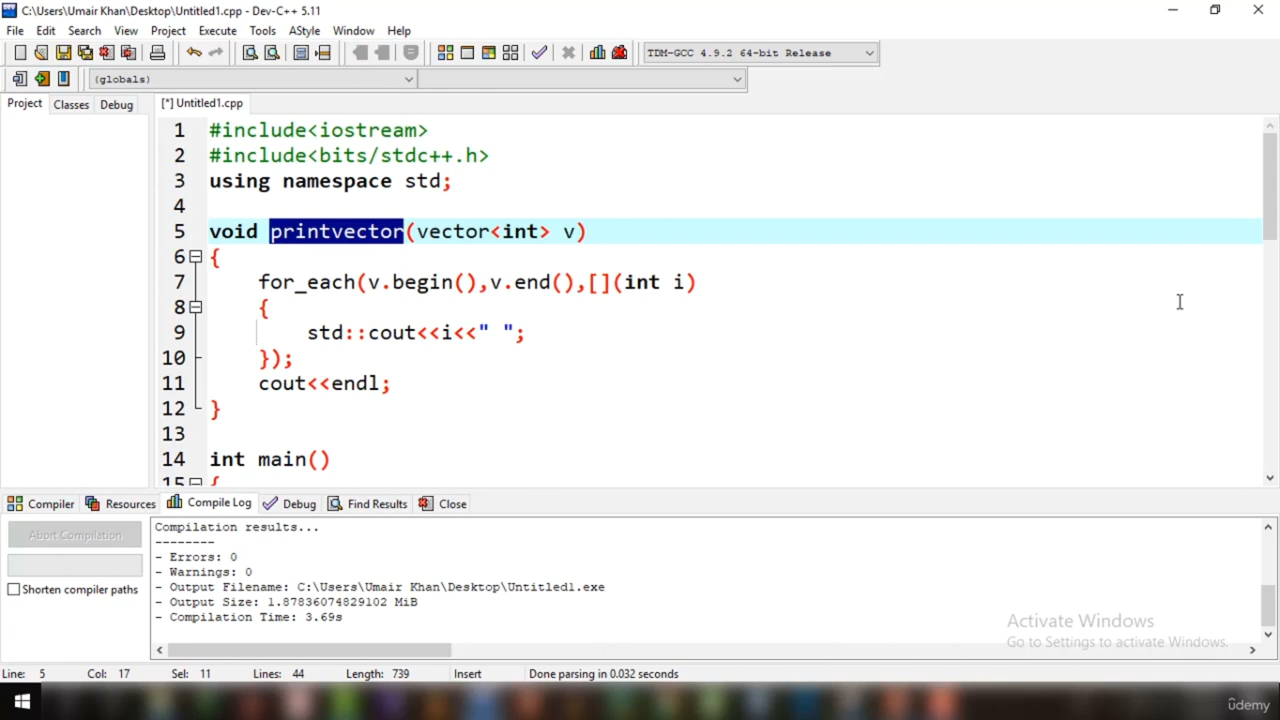 C:\Users\Umair Khan\Desktop\Untitled1.cpp - Dev-C++ 5.11
File Edit Search View Project Execute Tools AStyle Window Help
TDM-GCC 4.9.2 64-bit Release
(globals)
Project Classes Debug [*] Untitled1.cpp
1 #include<iostream>
2 #include<bits/stdc++.h>
3 using namespace std;
4
5 void printvector(vector<int> v)
6 {
7 for_each(v.begin(),v.end(),[](int i)
8 {
9 std::cout<<i<<" ";
10 });
11 cout<<endl;
12 }
13
14 int main()
15 {
Compiler Resources Compile Log Debug Find Results Close
Abort Compilation
Shorten compiler paths
Compilation results...
--------
- Errors: 0
- Warnings: 0
- Output Filename: C:\Users\Umair Khan\Desktop\Untitled1.exe
- Output Size: 1.87836074829102 MiB
- Compilation Time: 3.69s
Activate Windows
Go to Settings to activate Windows.
Line: 5 Col: 17 Sel: 11 Lines: 44 Length: 739 Insert Done parsing in 0.032 seconds
ûdemy